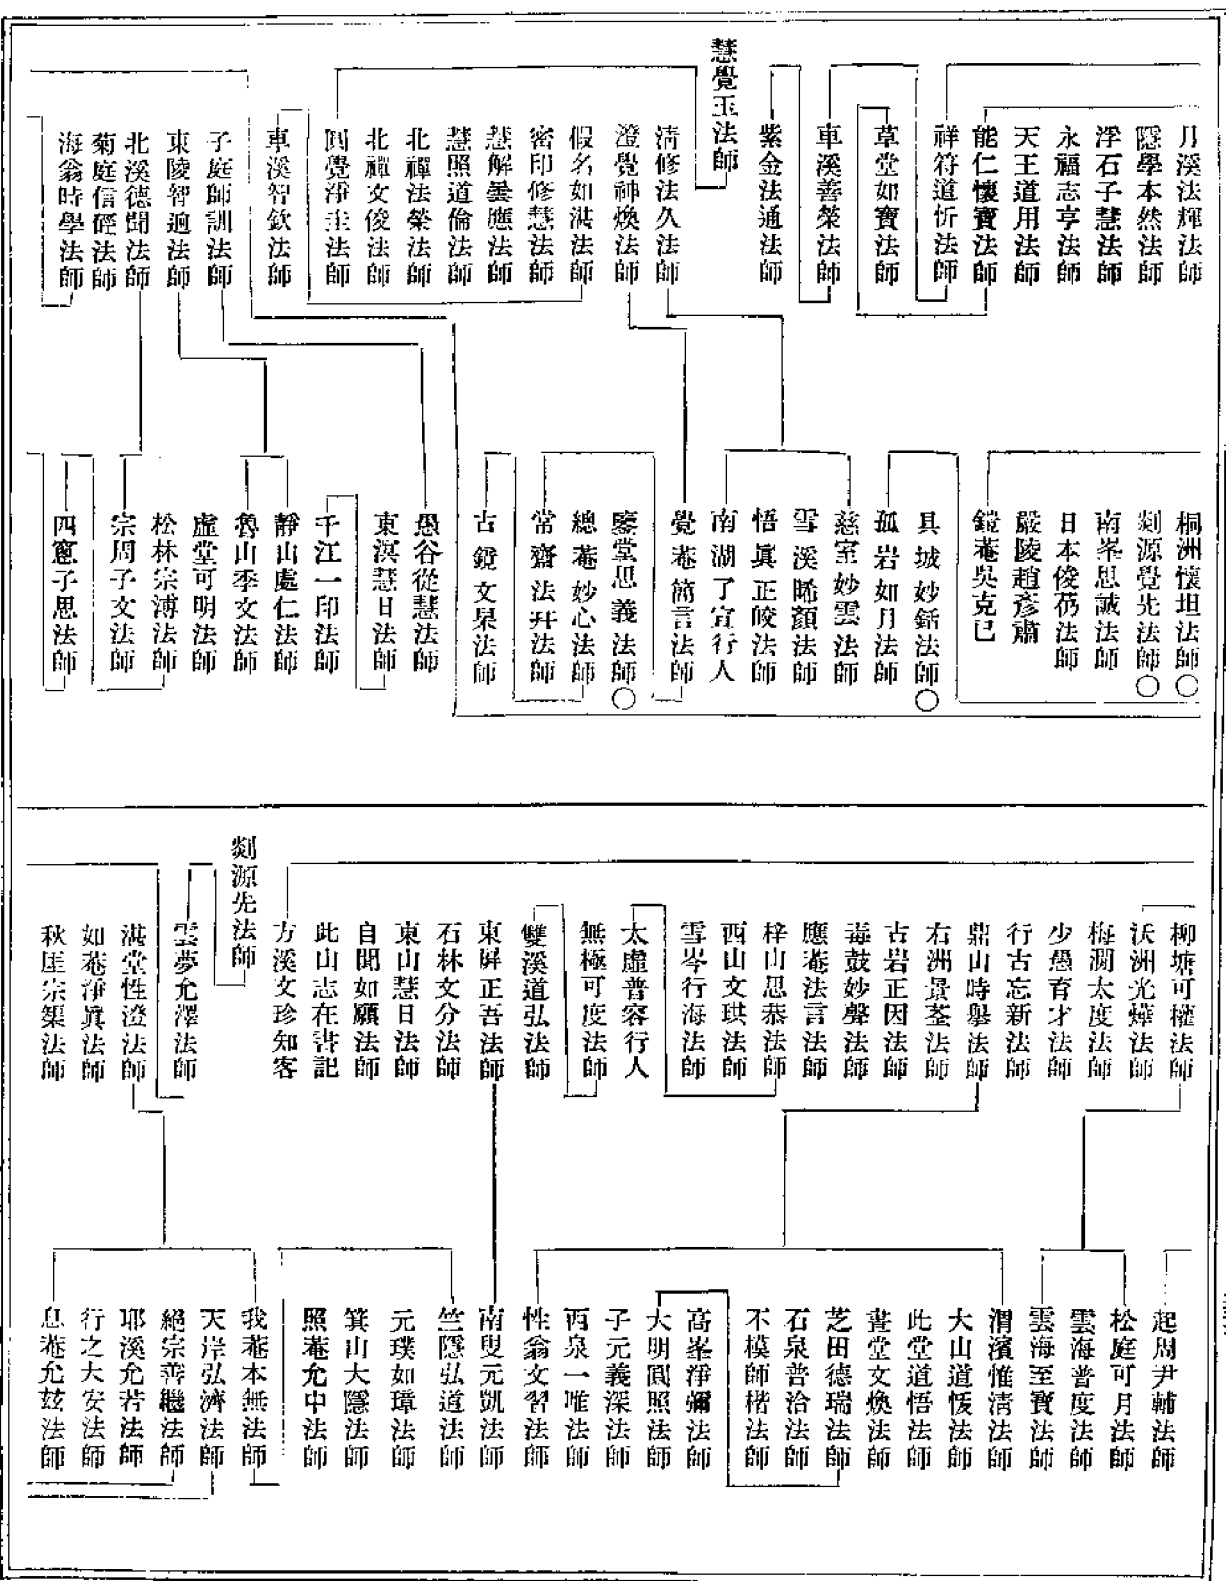 月溪法輝法師
隱學本然法師
浮石子慧法師
永福志亨法師
天王道用法師
能仁懷寶法師
祥符道忻法師
草堂如寶法師
車溪善榮法師
紫金法通法師
慧覺玉法師
清修法久法師
澄覺神煥法師
假名如湛法師
密印修慧法師
慧解曇應法師
慧照道倫法師
北禪法榮法師
北禪文俊法師
圓覺淨圭法師
車溪智欽法師
子庭師訓法師
東陵智逈法師
北溪德聞法師
菊庭信𨓍法師
海翁時學法師
桐洲懷坦法師○
剡源覺先法師○
南峯思誠法師
日本俊芿法師
嚴陵趙彥肅
鎧菴吳克已
具城妙銛法師○
孤岩如月法師
慈室妙雲法師
雪溪晞顏法師
悟眞正皎法師
南湖了宜行人
覺菴簡言法師
鑒堂思義法師○
總菴妙心法師
常齋法玕法師
古鏡文杲法師
愚谷從慧法師
東溟慧日法師
千江一印法師
靜山處仁法師
魯山季文法師
虛堂可明法師
松林宗溥法師
宗周子文法師
四窻子思法師
柳塘可權法師
沃洲光燁法師
梅澗太度法師
少愚育才法師
行古忘新法師
鼎山時舉法師
右洲景荃法師
古岩正因法師
毒鼓妙聲法師
應菴法言法師
梓山思恭法師
西山文珙法師
雪岑行海法師
太虛普容行人
無極可度法師
雙溪道弘法師
東屏正吾法師
石林文分法師
東山慧日法師
自聞如願法師
此山志在書記
方溪文珍知客
剡源先法師
雲夢允澤法師
湛堂性澄法師
如菴淨眞法師
秋厓宗榘法師
起周尹輔法師
松庭可月法師
雲海普度法師
雲海至寶法師
渭濱惟淸法師
大山道恢法師
此堂道悟法師
畫堂文煥法師
芝田德瑞法師
石泉普洽法師
不模師楷法師
高峯淨彌法師
大明圓照法師
子元義深法師
西泉一唯法師
性翁文習法師
南叟元凱法師
竺隱弘道法師
元璞如璋法師
箕山大隱法師
照菴允中法師
我菴本無法師
天岸弘濟法師
絕宗善繼法師
耶溪允若法師
行之大安法師
息菴允玆法師